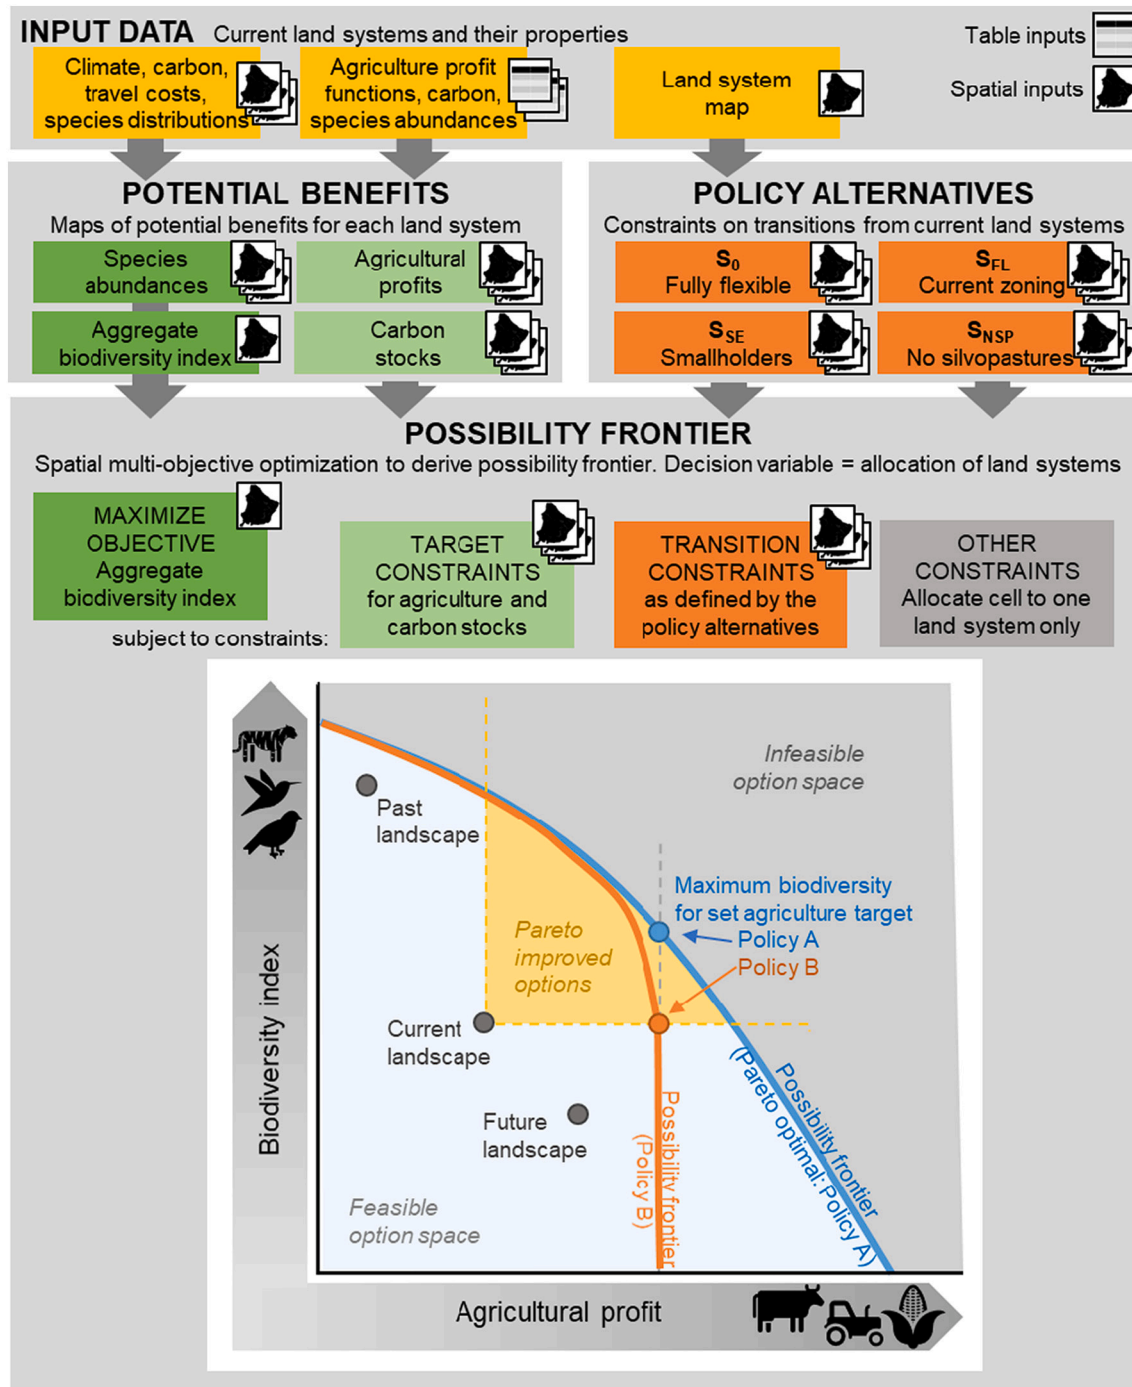 INPUT DATA Current land systems and their properties
Table inputs
Spatial inputs
Climate, carbon,
travel costs,
species distributions
Agriculture profit
functions, carbon,
species abundances
Land system
map
POTENTIAL BENEFITS
Maps of potential benefits for each land system
Species
abundances
Agricultural
profits
Aggregate
biodiversity index
Carbon
stocks
POLICY ALTERNATIVES
Constraints on transitions from current land systems
S0
Fully flexible
SFL
Current zoning
SSE
Smallholders
SNSP
No silvopastures
POSSIBILITY FRONTIER
Spatial multi-objective optimization to derive possibility frontier. Decision variable = allocation of land systems
MAXIMIZE
OBJECTIVE
Aggregate
biodiversity index
subject to constraints:
TARGET
CONSTRAINTS
for agriculture and
carbon stocks
TRANSITION
CONSTRAINTS
as defined by the
policy alternatives
OTHER
CONSTRAINTS
Allocate cell to one
land system only
Biodiversity index
Infeasible
option space
Past
landscape
Maximum biodiversity
for set agriculture target
Policy A
Policy B
Pareto
improved
options
Current
landscape
Future
landscape
Feasible
option space
Possibility frontier
(Policy B)
Possibility frontier
(Pareto optimal: Policy A)
Agricultural profit